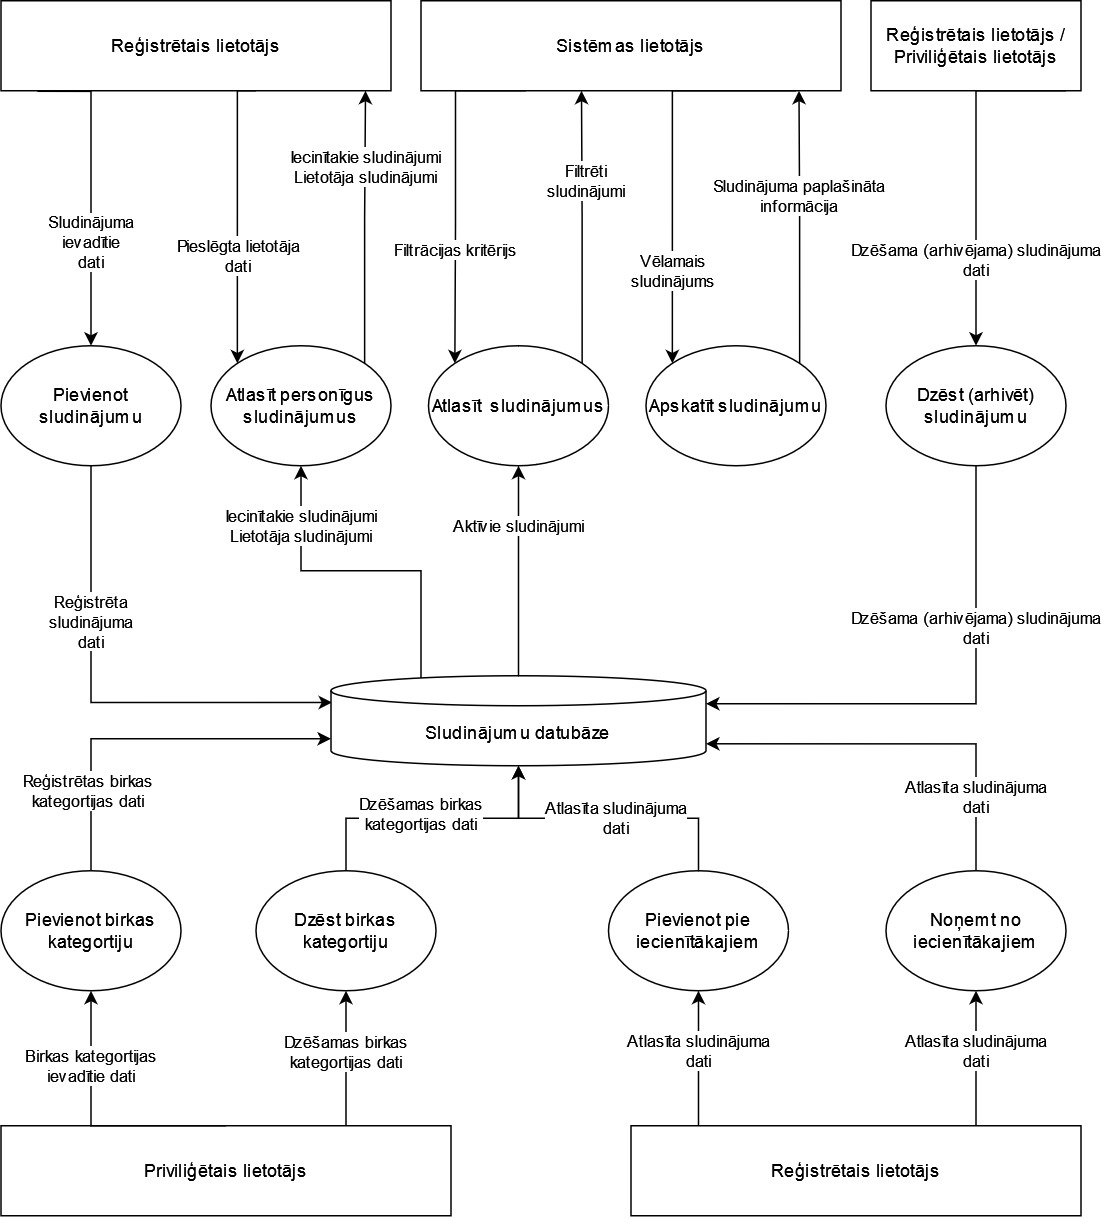 Reģistrētais lietotājs
Sistēmas lietotājs
Reģistrētais lietotājs /
Priviliģētais lietotājs
Iecinītakie sludinājumi
Lietotāja sludinājumi
Filtrēti
sludinājumi
Sludinājuma paplašināta
informācija
Sludinājuma
ievadītie
dati
Pieslēgta lietotāja
dati
Filtrācijas kritērijs
Vēlamais
sludinājums
Dzēšama (arhivējama) sludinājuma
dati
Pievienot
sludinājumu
Atlasīt personīgus
sludinājumus
Atlasīt sludinājumus
Apskatīt sludinājumu
Dzēst (arhivēt)
sludinājumu
Iecinītakie sludinājumi
Lietotāja sludinājumi
Aktīvie sludinājumi
Reģistrēta
sludinājuma
dati
Dzēšama (arhivējama) sludinājuma
dati
Sludinājumu datubāze
Reģistrētas birkas
kategortijas dati
Dzēšamas birkas
kategortijas dati
Atlasīta sludinājuma
dati
Atlasīta sludinājuma
dati
Pievienot birkas
kategortiju
Dzēst birkas
kategortiju
Pievienot pie
iecienītākajiem
Noņemt no
iecienītākajiem
Birkas kategortijas
ievadītie dati
Dzēšamas birkas
kategortijas dati
Atlasīta sludinājuma
dati
Atlasīta sludinājuma
dati
Priviliģētais lietotājs
Reģistrētais lietotājs